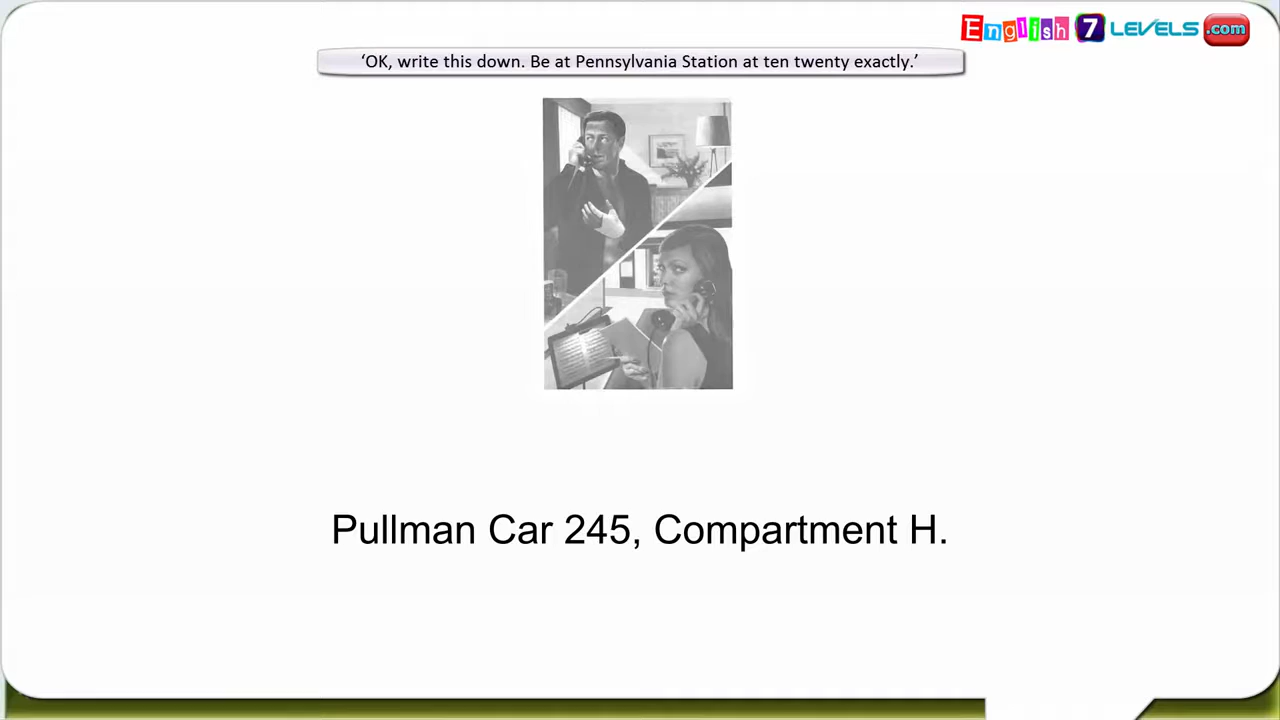 English 7 LEVELS .com
‘OK, write this down. Be at Pennsylvania Station at ten twenty exactly.’
Pullman Car 245, Compartment H.